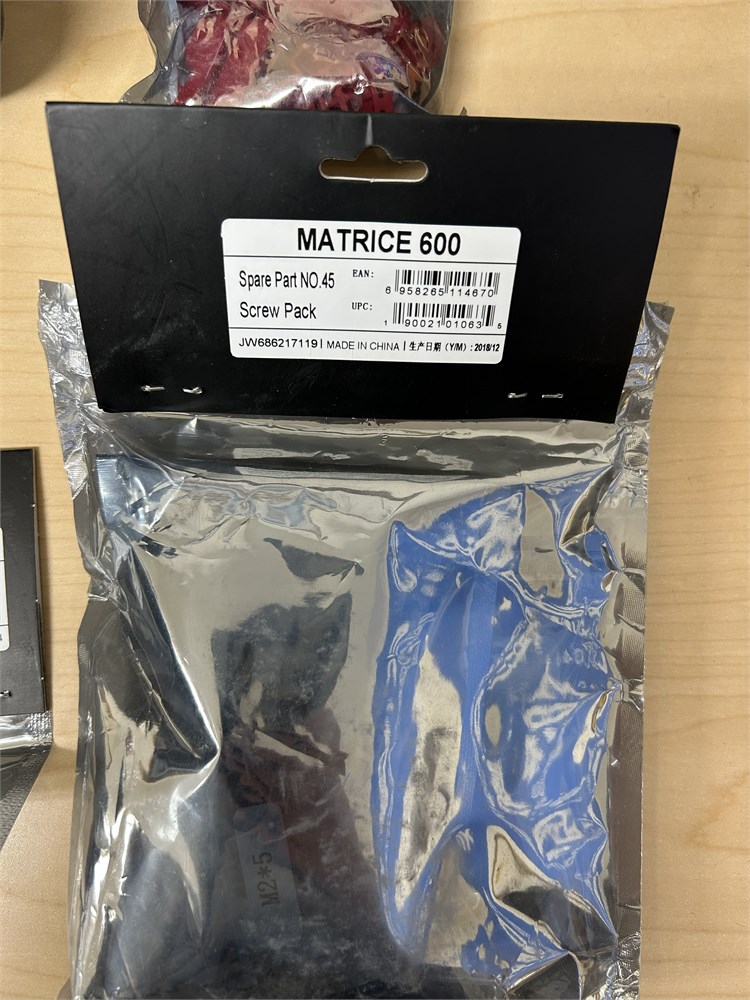 MATRICE 600
Spare Part NO.45
EAN:
6 958265 114670
Screw Pack
UPC:
1 90021 01063 5
JW686217119 | MADE IN CHINA | 生产日期 (Y/M) : 2018/12
M2*5